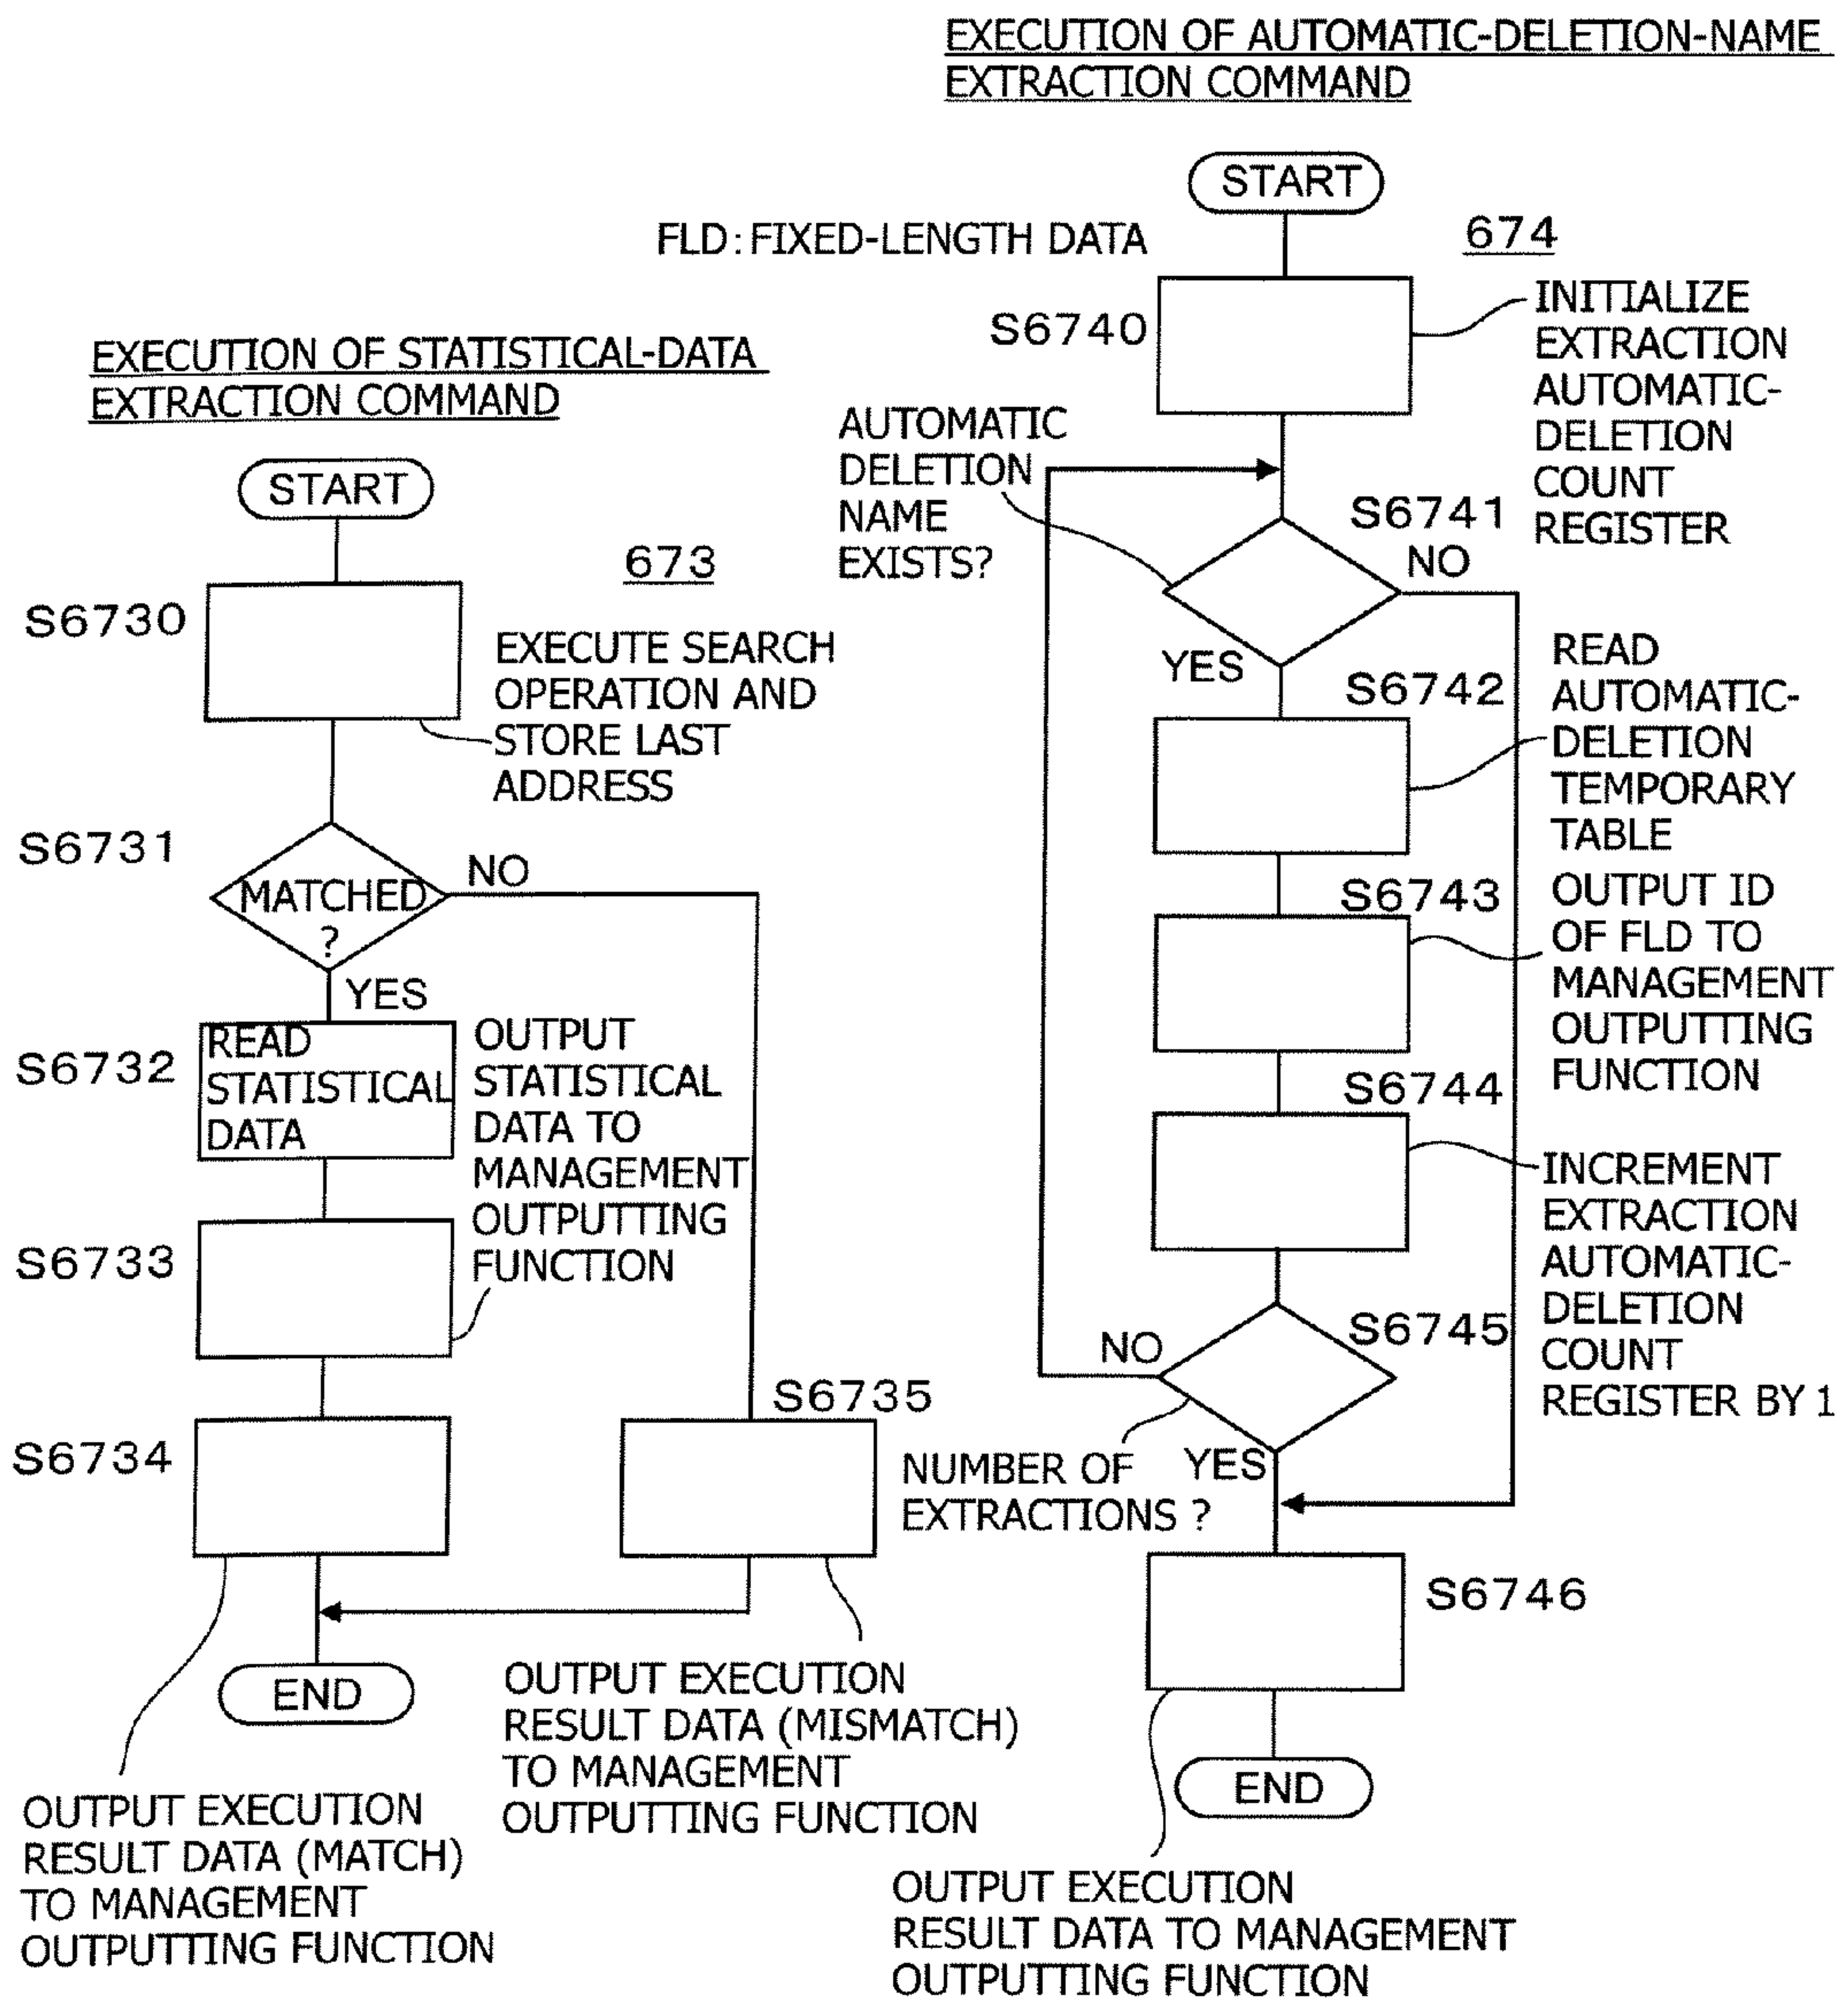 EXECUTION OF AUTOMATIC-DELETION-NAME
EXTRACTION COMMAND
START
FLD: FIXED-LENGTH DATA
674
S6740
INITIALIZE
EXTRACTION
AUTOMATIC-
DELETION
COUNT
REGISTER
AUTOMATIC
DELETION
NAME
EXISTS?
S6741
NO
YES
S6742
READ
AUTOMATIC-
DELETION
TEMPORARY
TABLE
S6743
OUTPUT ID
OF FLD TO
MANAGEMENT
OUTPUTTING
FUNCTION
S6744
INCREMENT
EXTRACTION
AUTOMATIC-
DELETION
COUNT
REGISTER BY 1
S6745
NO
NUMBER OF
EXTRACTIONS ?
YES
S6746
END
OUTPUT EXECUTION
RESULT DATA TO MANAGEMENT
OUTPUTTING FUNCTION
EXECUTION OF STATISTICAL-DATA
EXTRACTION COMMAND
START
673
S6730
EXECUTE SEARCH
OPERATION AND
STORE LAST
ADDRESS
S6731
MATCHED
?
NO
YES
S6732
READ
STATISTICAL
DATA
OUTPUT
STATISTICAL
DATA TO
MANAGEMENT
OUTPUTTING
FUNCTION
S6733
S6734
S6735
END
OUTPUT EXECUTION
RESULT DATA (MISMATCH)
TO MANAGEMENT
OUTPUTTING FUNCTION
OUTPUT EXECUTION
RESULT DATA (MATCH)
TO MANAGEMENT
OUTPUTTING FUNCTION